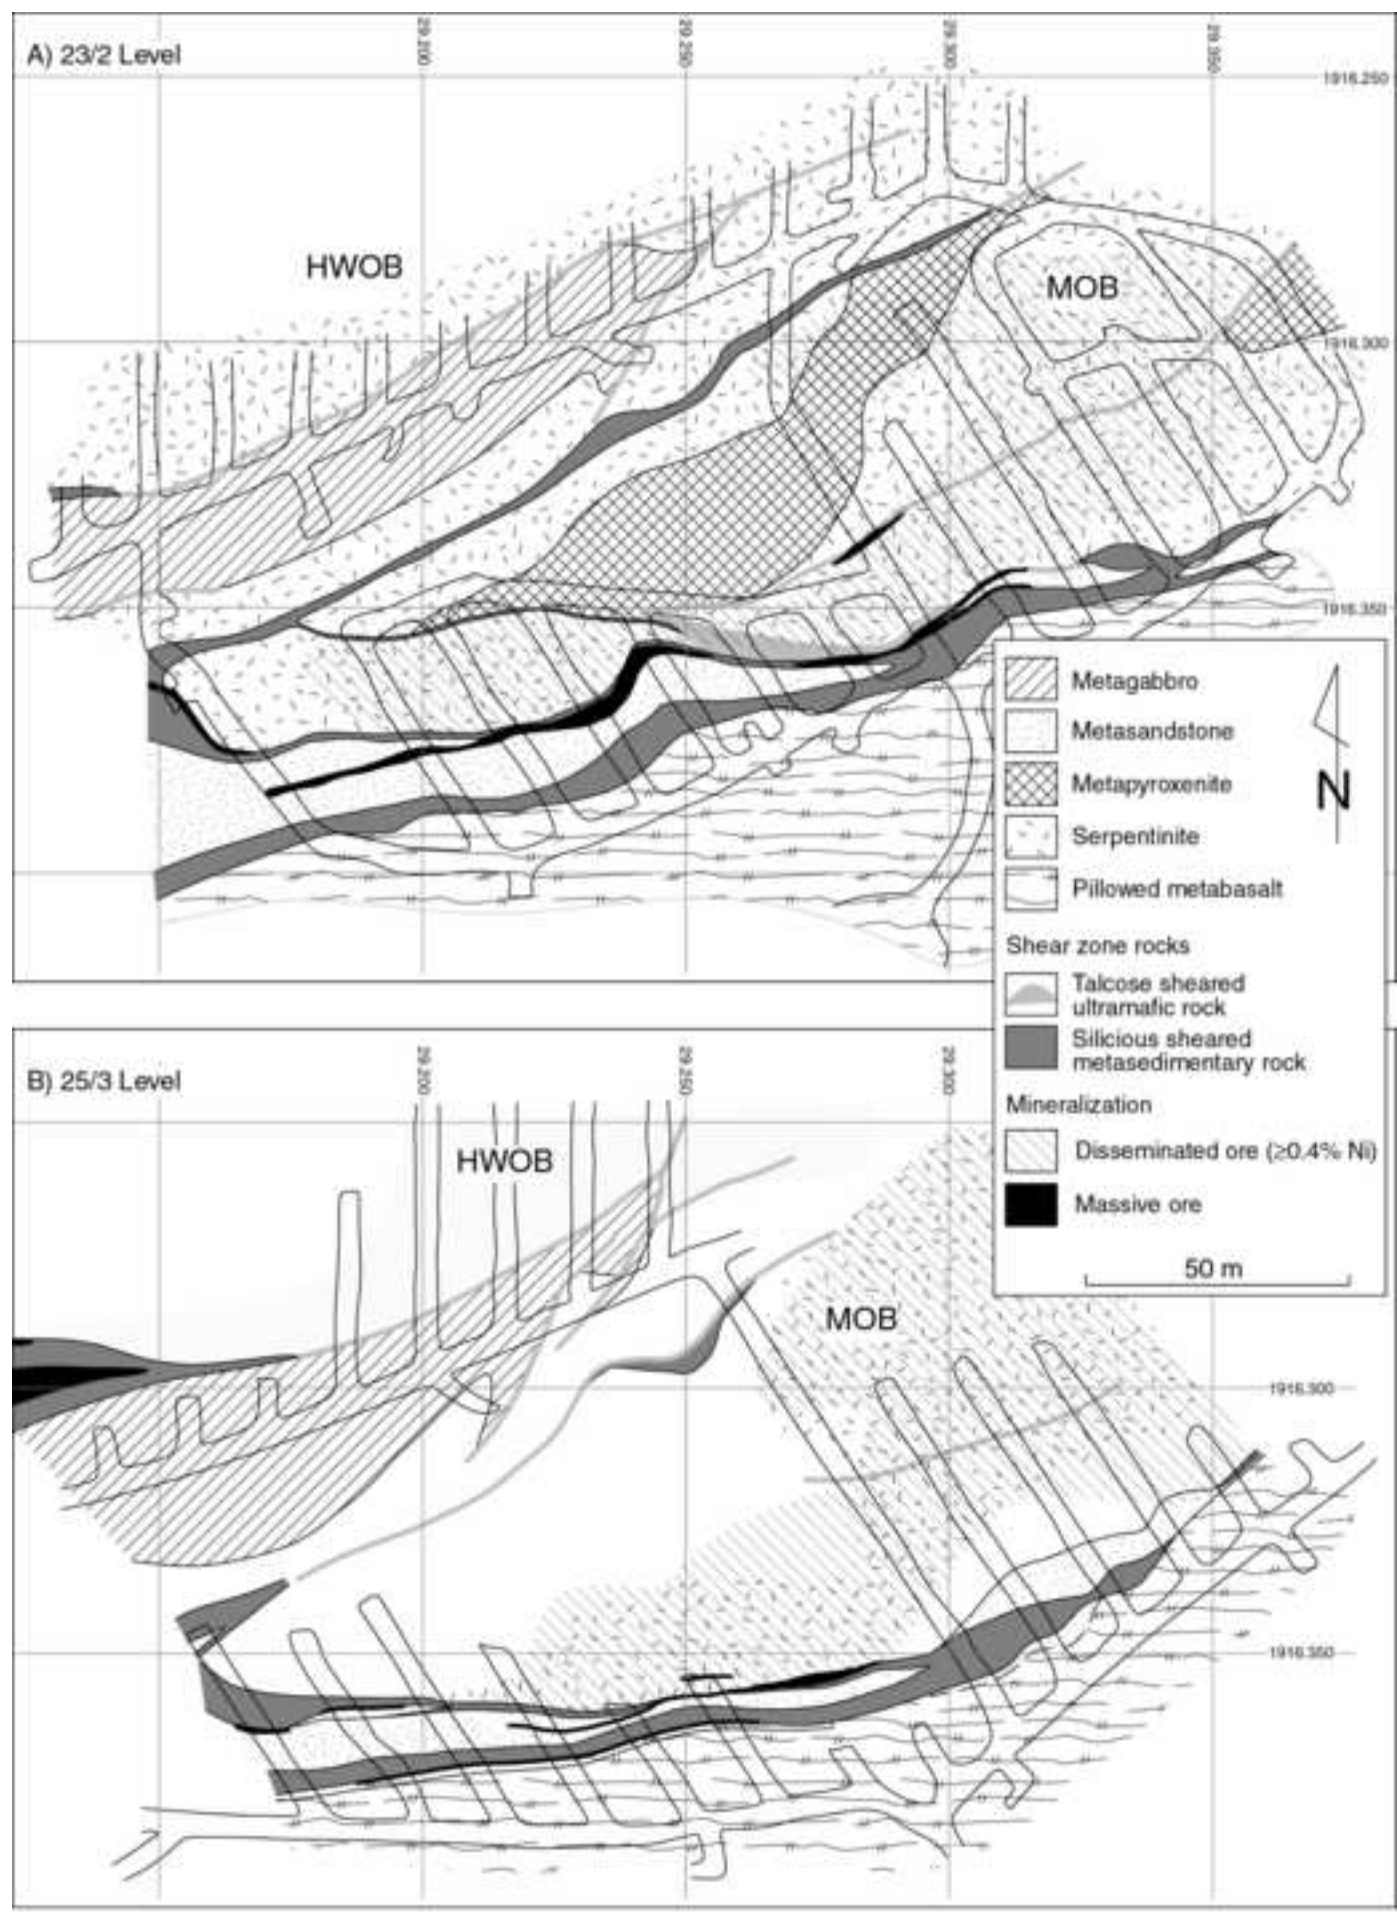 A) 23/2 Level
29.200
29.250
29.300
29.350
1916.250
HWOB
MOB
1916.300
1916.350
Metagabbro
Metasandstone
Metapyroxenite
Serpentinite
Pillowed metabasalt
N
Shear zone rocks
Talcose sheared
ultramafic rock
Silicious sheared
metasedimentary rock
Mineralization
Disseminated ore (≥0.4% Ni)
Massive ore
50 m
B) 25/3 Level
29.200
29.250
29.300
HWOB
MOB
1916.300
1916.350